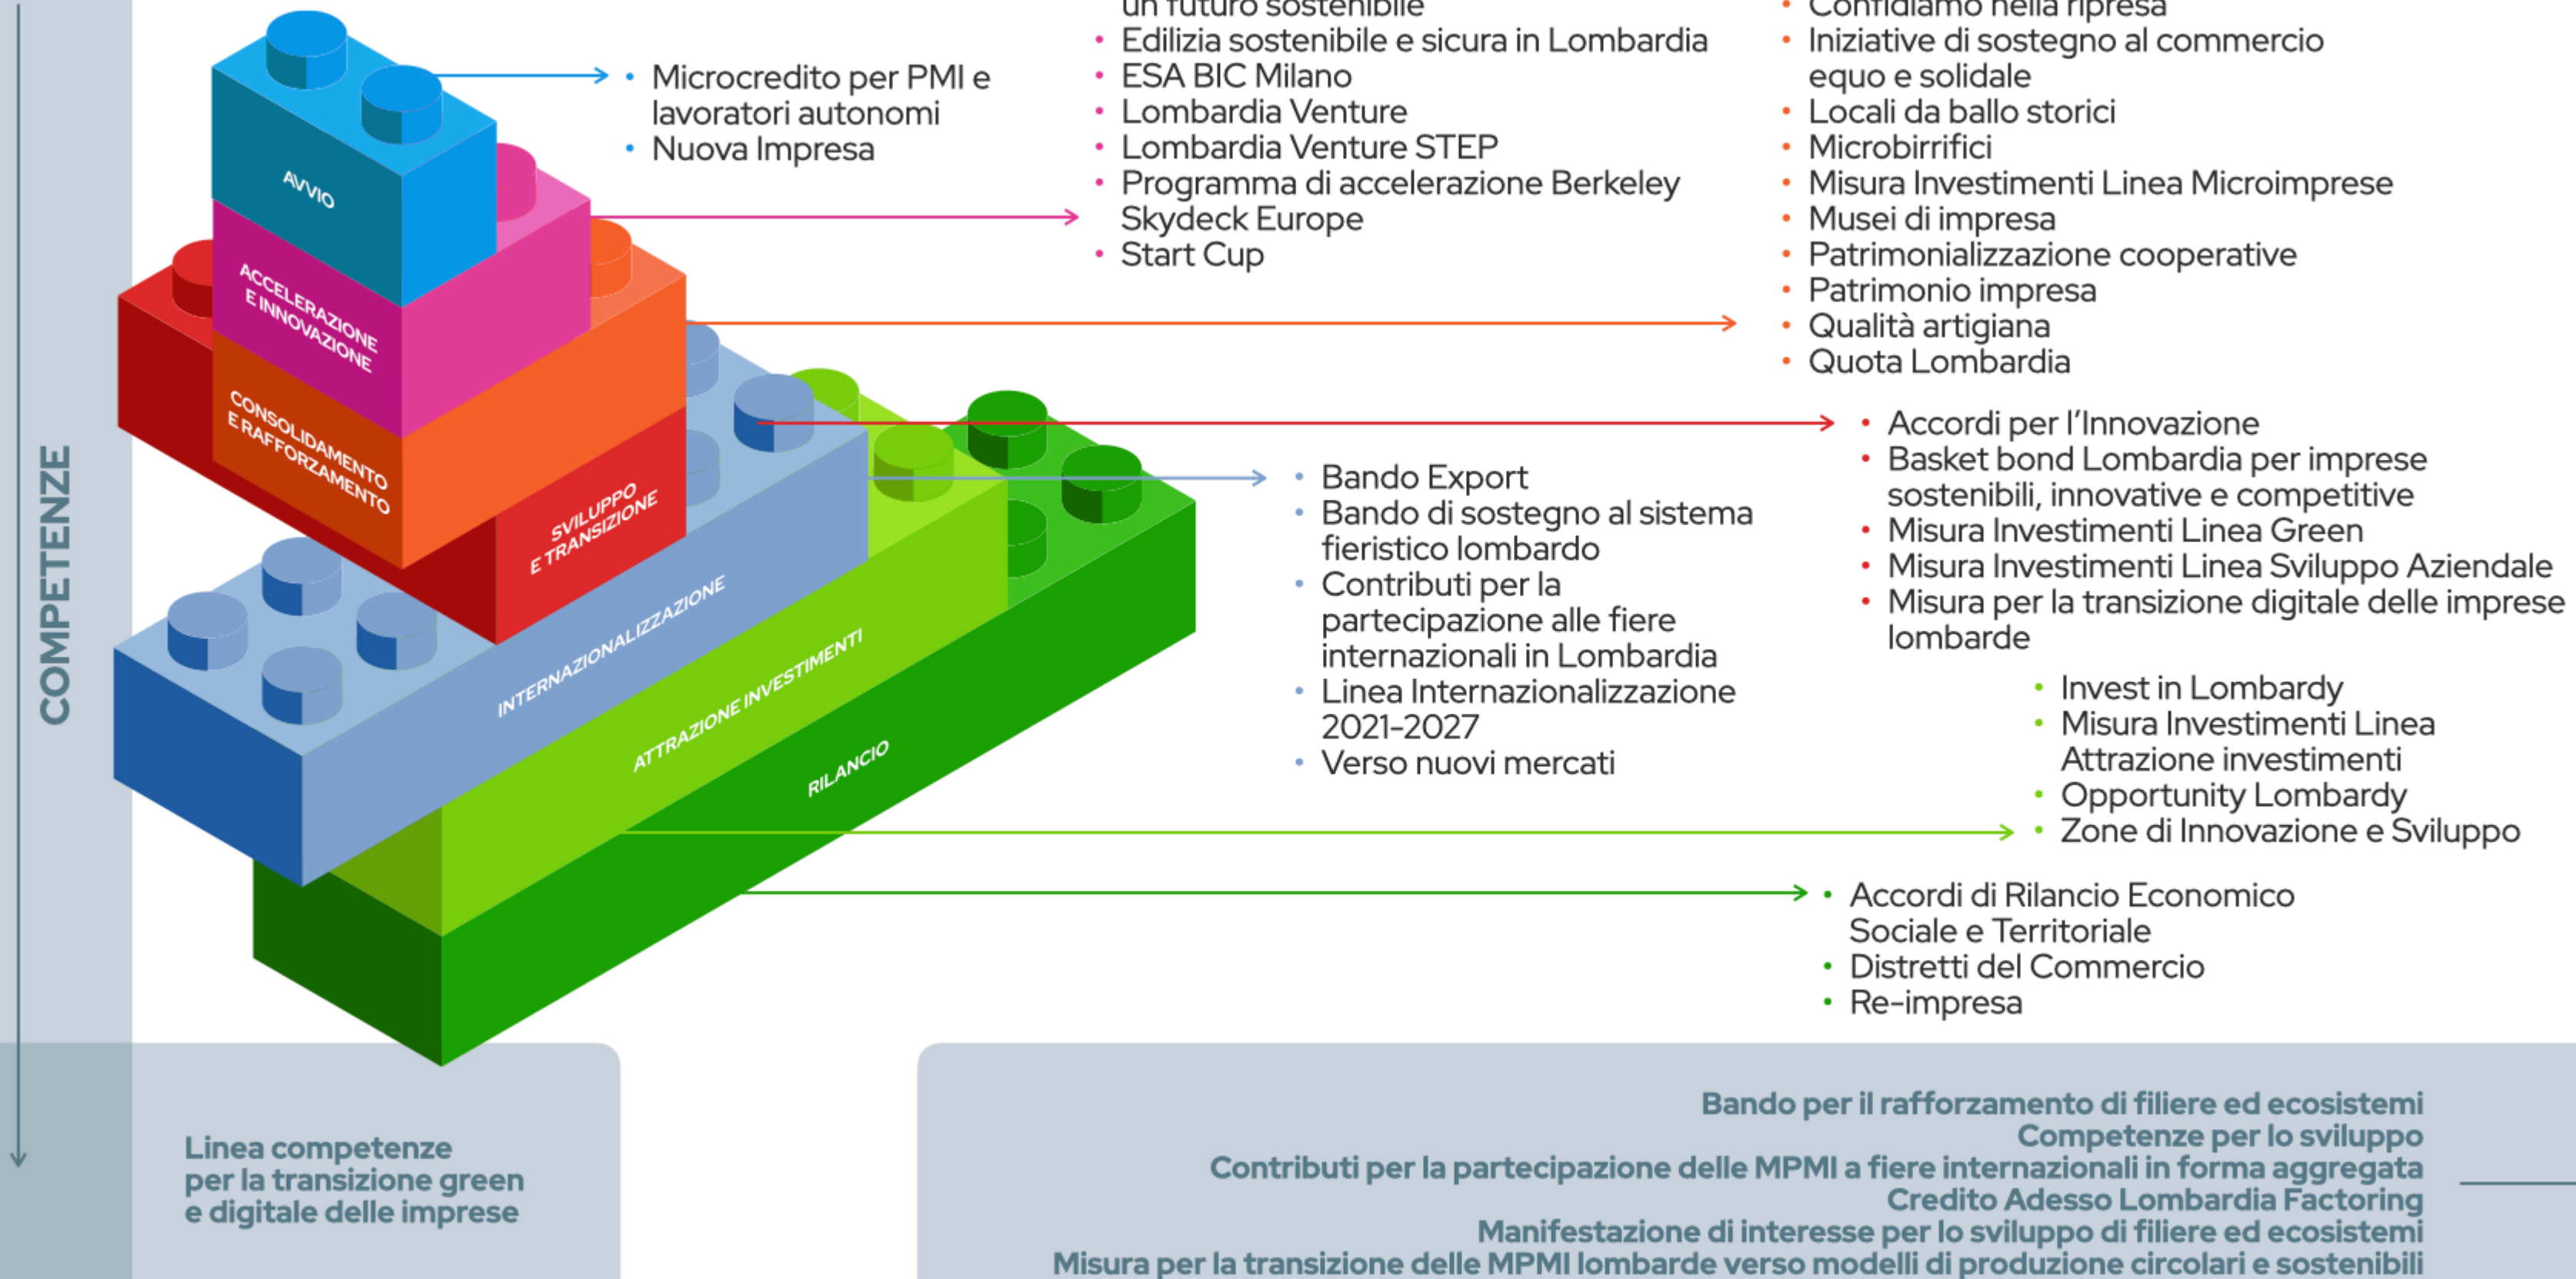 un futuro sostenibile
Edilizia sostenibile e sicura in Lombardia
ESA BIC Milano
Lombardia Venture
Lombardia Venture STEP
Programma di accelerazione Berkeley
Skydeck Europe
Start Cup
Confidiamo nella ripresa
Iniziative di sostegno al commercio
equo e solidale
Locali da ballo storici
Microbirrifici
Misura Investimenti Linea Microimprese
Musei di impresa
Patrimonializzazione cooperative
Patrimonio impresa
Qualità artigiana
Quota Lombardia
Microcredito per PMI e
lavoratori autonomi
Nuova Impresa
AVVIO
ACCELERAZIONE
E INNOVAZIONE
CONSOLIDAMENTO
E RAFFORZAMENTO
SVILUPPO
E TRANSIZIONE
INTERNAZIONALIZZAZIONE
ATTRAZIONE INVESTIMENTI
RILANCIO
COMPETENZE
Accordi per l'Innovazione
Basket bond Lombardia per imprese
sostenibili, innovative e competitive
Misura Investimenti Linea Green
Misura Investimenti Linea Sviluppo Aziendale
Misura per la transizione digitale delle imprese
lombarde
Bando Export
Bando di sostegno al sistema
fieristico lombardo
Contributi per la
partecipazione alle fiere
internazionali in Lombardia
Linea Internazionalizzazione
2021-2027
Verso nuovi mercati
Invest in Lombardy
Misura Investimenti Linea
Attrazione investimenti
Opportunity Lombardy
Zone di Innovazione e Sviluppo
Accordi di Rilancio Economico
Sociale e Territoriale
Distretti del Commercio
Re-impresa
Linea competenze
per la transizione green
e digitale delle imprese
Bando per il rafforzamento di filiere ed ecosistemi
Competenze per lo sviluppo
Contributi per la partecipazione delle MPMI a fiere internazionali in forma aggregata
Credito Adesso Lombardia Factoring
Manifestazione di interesse per lo sviluppo di filiere ed ecosistemi
Misura per la transizione delle MPMI lombarde verso modelli di produzione circolari e sostenibili